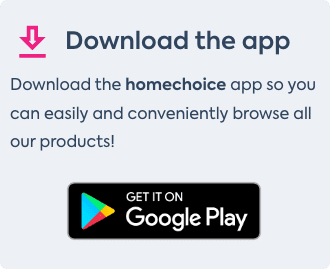 Download the app
Download the homechoice app so you
can easily and conveniently browse all
our products!
GET IT ON
Google Play